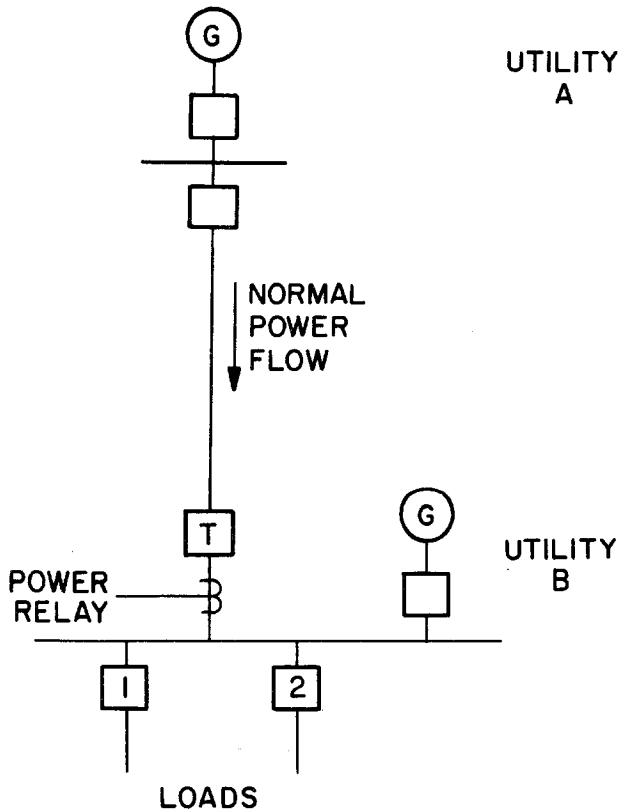 G
UTILITY
A
NORMAL
POWER
FLOW
G
T
UTILITY
B
POWER
RELAY
1
2
LOADS